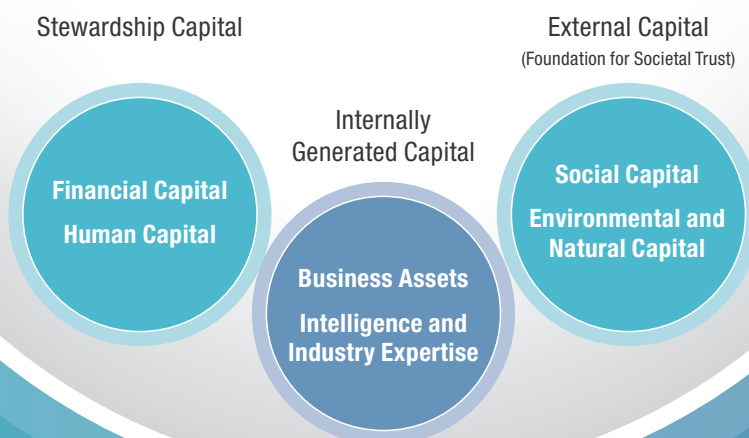 Stewardship Capital
Financial Capital
Human Capital
Internally
Generated Capital
Business Assets
Intelligence and
Industry Expertise
External Capital
(Foundation for Societal Trust)
Social Capital
Environmental and
Natural Capital